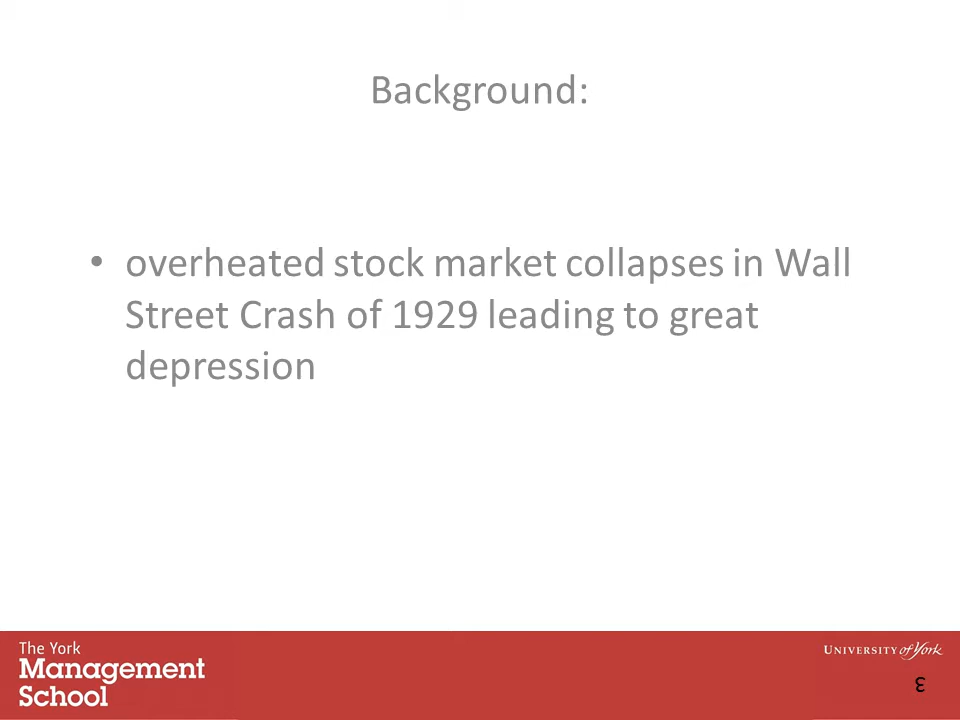 Background:
• overheated stock market collapses in Wall
Street Crash of 1929 leading to great
depression
The York
Management
School
UNIVERSITY of York
ε